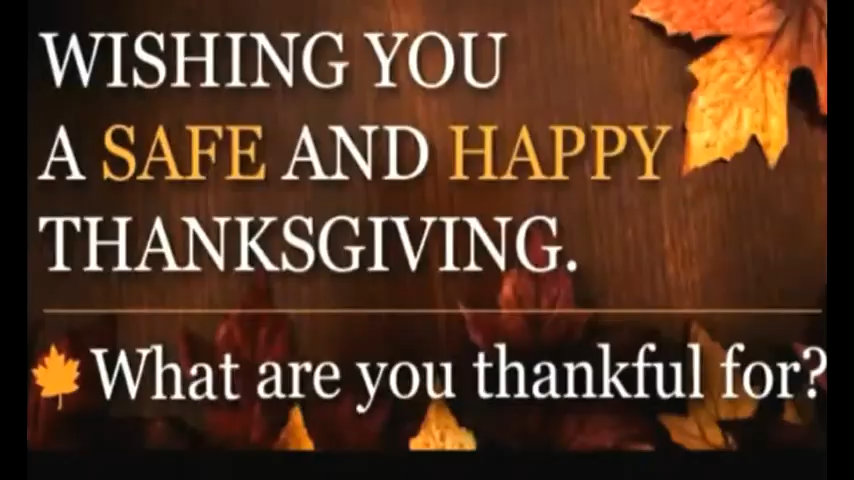 WISHING YOU
A SAFE AND HAPPY
THANKSGIVING.
What are you thankful for?